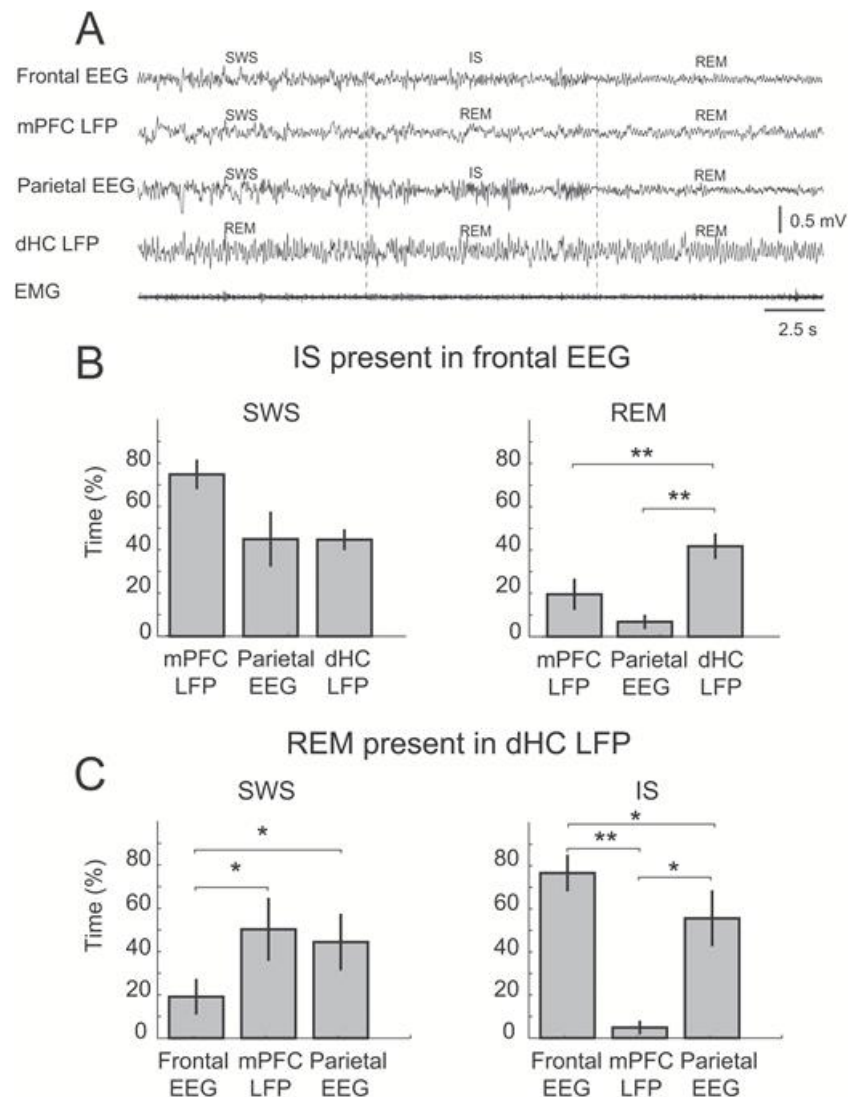 A
SWS IS REM
Frontal EEG
SWS REM REM
mPFC LFP
SWS IS REM
Parietal EEG
0.5 mV
REM REM REM
dHC LFP
EMG
2.5 s
B
IS present in frontal EEG
SWS
Time (%)
80
60
40
20
0
mPFC Parietal dHC
LFP EEG LFP
REM
** 
**
80
60
40
20
0
mPFC Parietal dHC
LFP EEG LFP
C
REM present in dHC LFP
SWS
Time (%)
*
*
80
60
40
20
0
Frontal mPFC Parietal
EEG LFP EEG
IS
*
**
*
80
60
40
20
0
Frontal mPFC Parietal
EEG LFP EEG